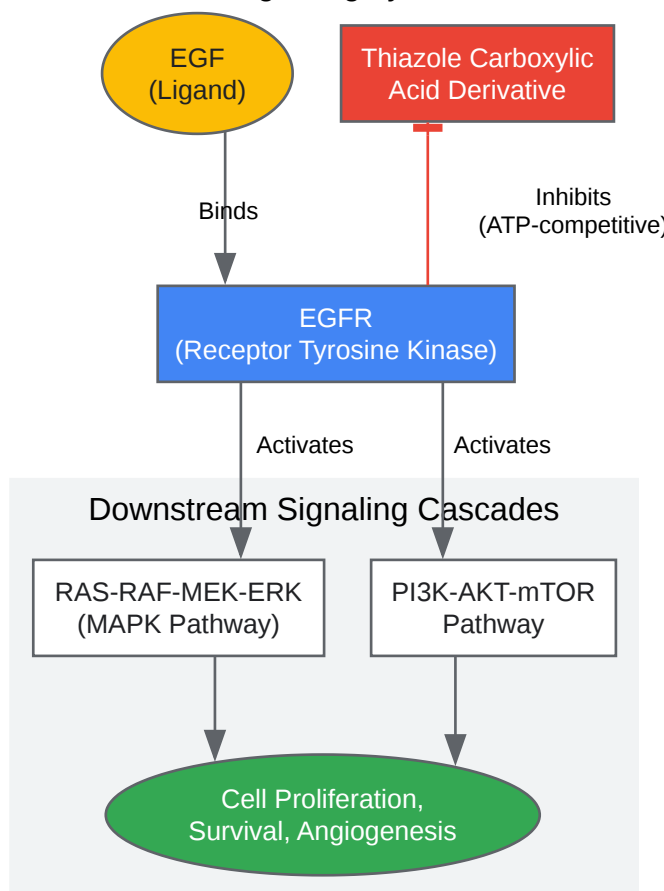 EGF
(Ligand)
Thiazole Carboxylic
Acid Derivative
Binds
Inhibits
(ATP-competitive)
EGFR
(Receptor Tyrosine Kinase)
Activates
Activates
Downstream Signaling Cascades
RAS-RAF-MEK-ERK
(MAPK Pathway)
PI3K-AKT-mTOR
Pathway
Cell Proliferation,
Survival, Angiogenesis